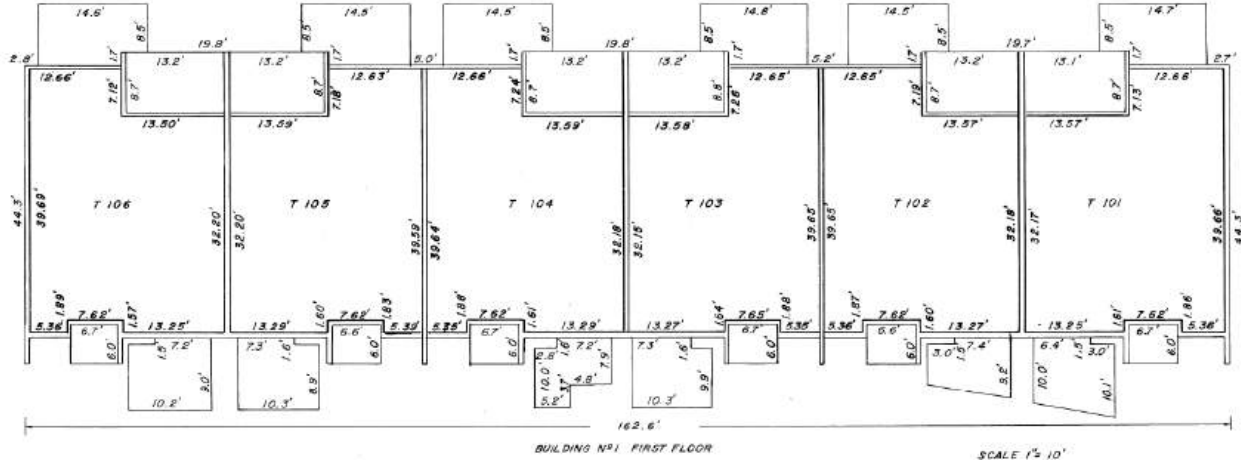 14.6' 14.5' 14.5' 14.8' 14.5' 14.7'
8.5' 8.5' 8.5' 8.5' 8.5' 8.5'
2.8' 1.7' 19.8' 1.7' 5.0' 1.7' 19.8' 1.7' 5.2' 1.7' 19.7' 1.7' 2.7'
12.66' 13.2' 13.2' 12.63' 12.66' 13.2' 13.2' 12.65' 12.65' 13.2' 13.1' 12.66'
7.12' 8.7' 8.7' 7.18' 7.24' 8.7' 8.8' 7.26' 7.19' 8.7' 8.7' 7.13'
13.50' 13.59' 13.59' 13.58' 13.57' 13.57'
44.3' 39.69' T 106 32.20' 32.20' T 105 39.59' 39.64' T 104 32.18' 32.15' T 103 39.65' 39.65' T 102 32.18' 32.17' T 101 39.66' 44.3'
1.89' 1.57' 1.60' 1.83' 1.88' 1.61' 1.64' 1.88' 1.87' 1.60' 1.61' 1.86'
7.62' 7.62' 7.62' 7.65' 7.62' 7.62'
5.36' 6.7' 13.25' 13.29' 6.6' 5.39' 5.35' 6.7' 13.29' 13.27' 6.7' 5.35' 5.36' 6.6' 13.27' 13.25' 6.7' 5.36'
6.0' 1.5' 7.2' 7.3' 1.6' 6.0' 6.0' 1.6' 7.2' 7.3' 1.6' 6.0' 6.0' 3.0' 1.5' 7.4' 6.4' 1.5' 3.0' 6.0'
9.0' 8.9' 2.8' 10.0' 3.7' 4.8' 7.9' 9.9' 9.2' 10.0' 10.1'
10.2' 10.3' 5.2' 10.3'
162.6'
BUILDING Nº1 FIRST FLOOR
SCALE 1"= 10'